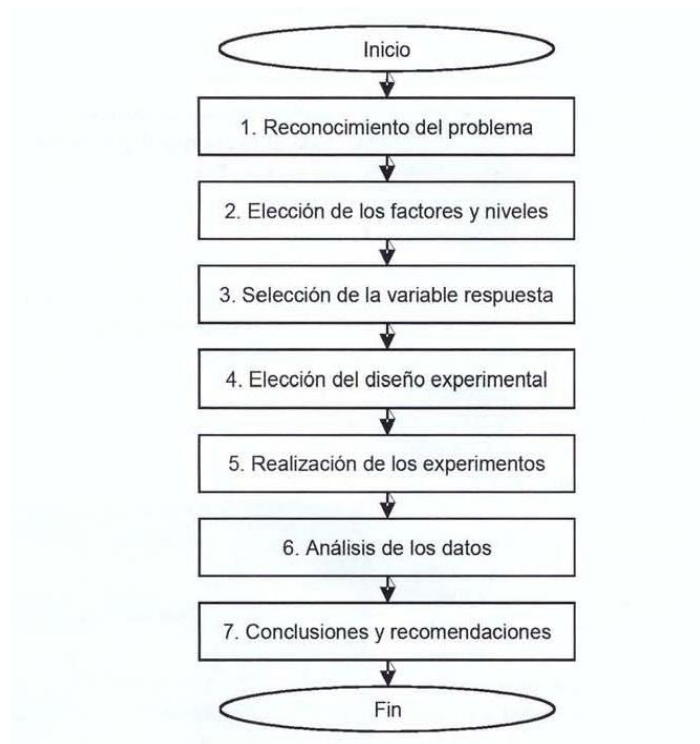 Inicio
1. Reconocimiento del problema
2. Elección de los factores y niveles
3. Selección de la variable respuesta
4. Elección del diseño experimental
5. Realización de los experimentos
6. Análisis de los datos
7. Conclusiones y recomendaciones
Fin